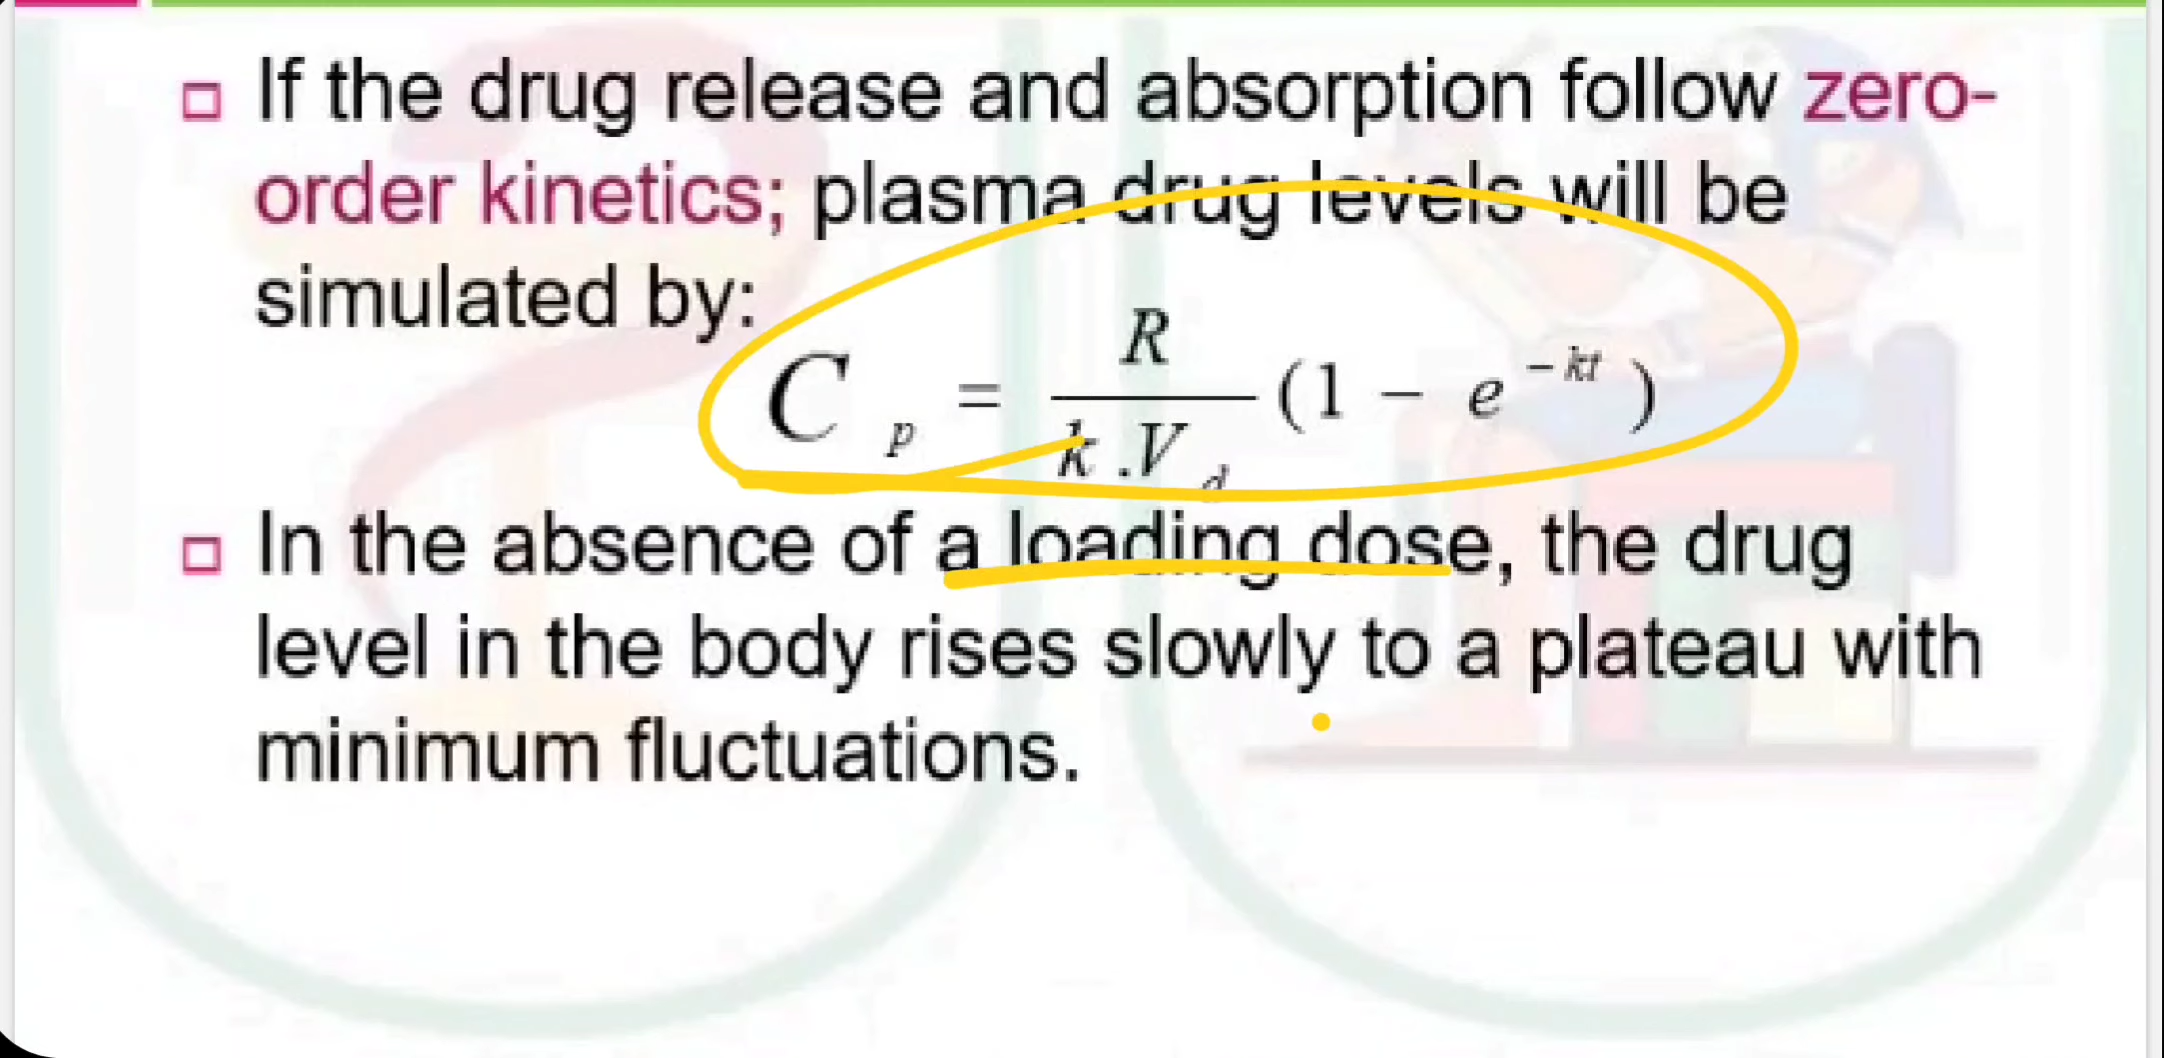 If the drug release and absorption follow zero-
order kinetics; plasma drug levels will be
simulated by:
C p = R / k .V d (1 − e − kt )
In the absence of a loading dose, the drug
level in the body rises slowly to a plateau with
minimum fluctuations.